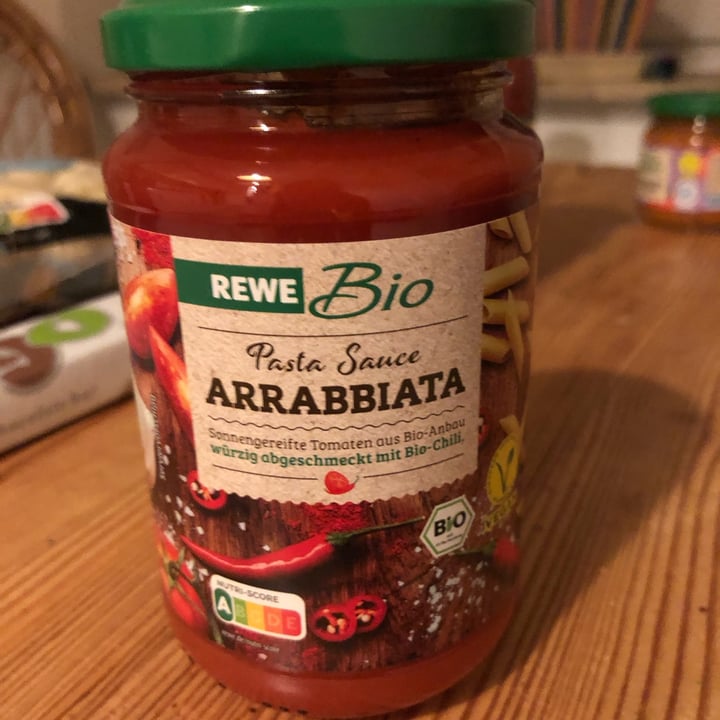 REWE Bio
Pasta Sauce
ARRABBIATA
Sonnengereifte Tomaten aus Bio-Anbau
würzig abgeschmeckt mit Bio-Chili
BIO
NUTRI-SCORE
A B C D E